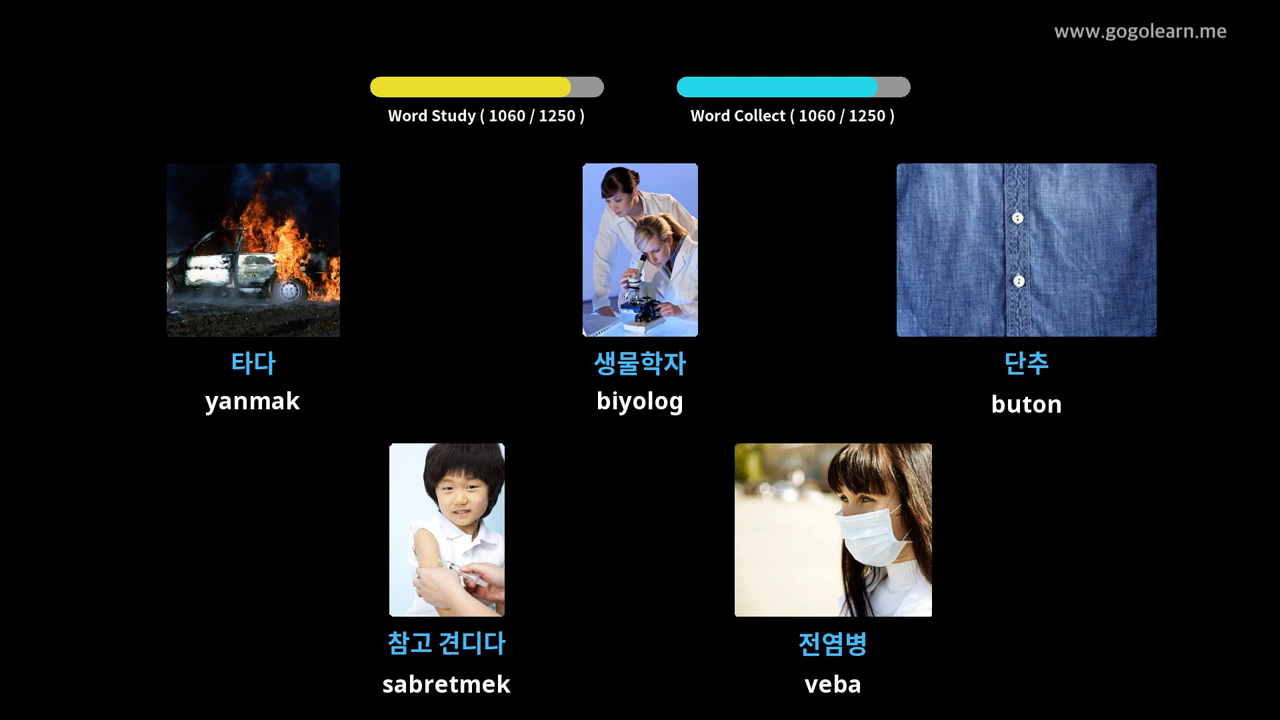 www.gogolearn.me
Word Study ( 1060 / 1250 )
Word Collect ( 1060 / 1250 )
타다
yanmak
생물학자
biyolog
단추
buton
참고 견디다
sabretmek
전염병
veba